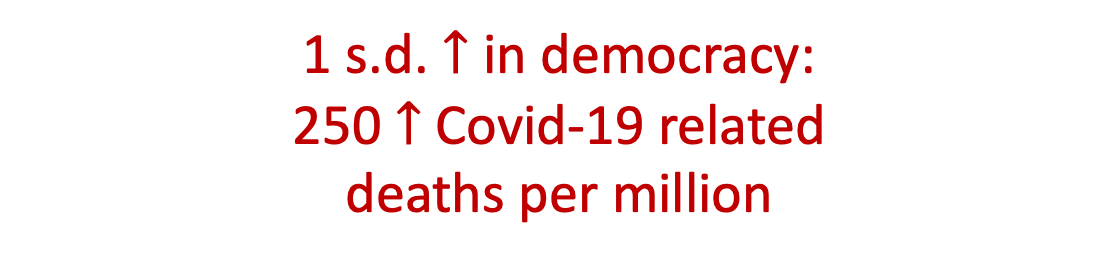 1 s.d. ↑ in democracy:
250 ↑ Covid-19 related
deaths per million